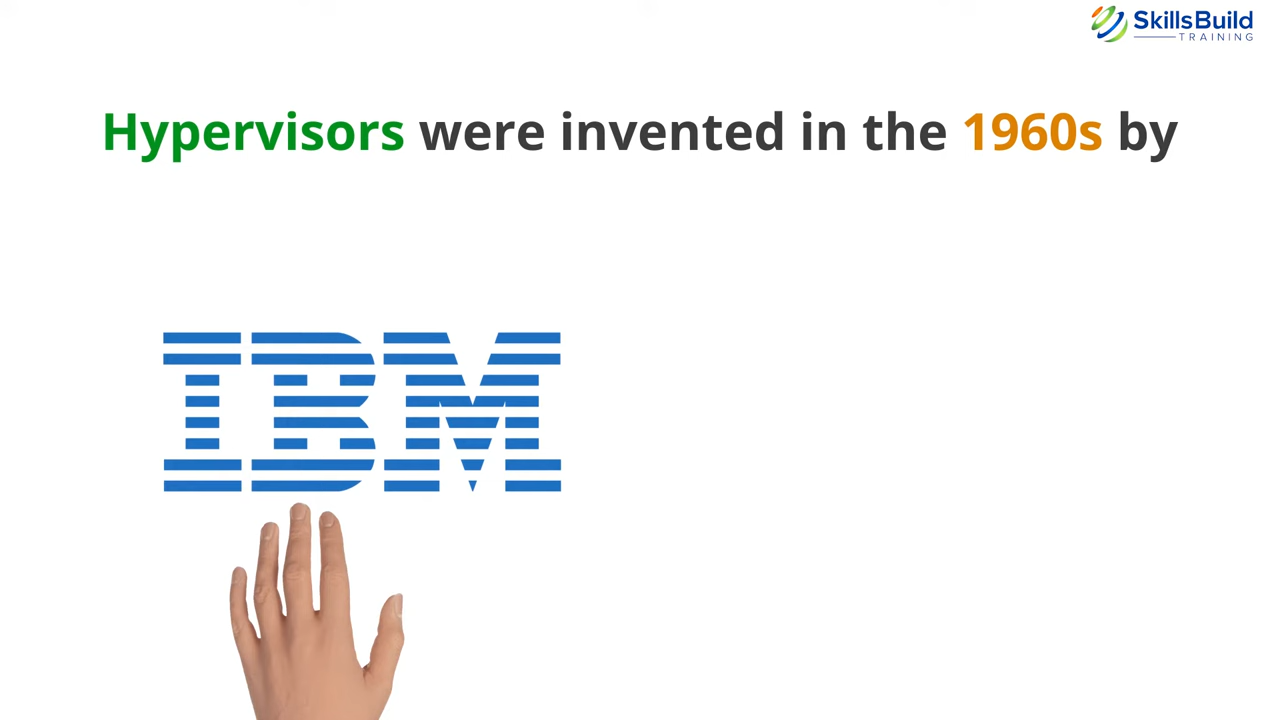 SkillsBuild
TRAINING
Hypervisors were invented in the 1960s by
IBM